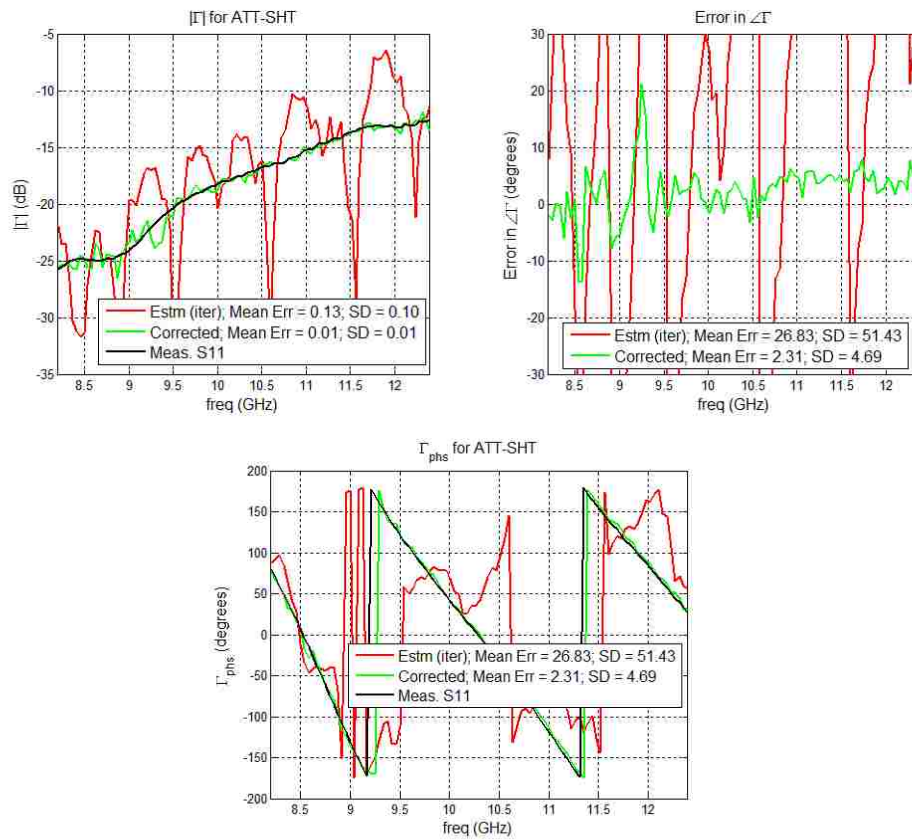 |Γ| for ATT-SHT
-5
-10
-15
-20
-25
-30
-35
|Γ| (dB)
8.5 9 9.5 10 10.5 11 11.5 12
freq (GHz)
Estm (iter); Mean Err = 0.13; SD = 0.10
Corrected; Mean Err = 0.01; SD = 0.01
Meas. S11
Error in ∠Γ
30
20
10
0
-10
-20
-30
Error in ∠Γ (degrees)
8.5 9 9.5 10 10.5 11 11.5 12
freq (GHz)
Estm (iter); Mean Err = 26.83; SD = 51.43
Corrected; Mean Err = 2.31; SD = 4.69
Γphs for ATT-SHT
200
150
100
50
0
-50
-100
-150
-200
Γphs (degrees)
8.5 9 9.5 10 10.5 11 11.5 12
freq (GHz)
Estm (iter); Mean Err = 26.83; SD = 51.43
Corrected; Mean Err = 2.31; SD = 4.69
Meas. S11